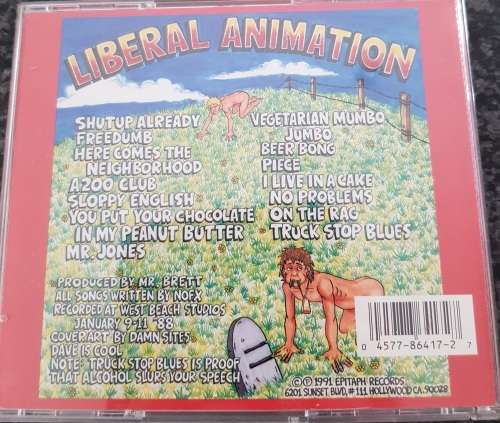 LIBERAL ANIMATION
SHUTUP ALREADY
FREEDUMB
HERE COMES THE
NEIGHBORHOOD
A200 CLUB
SLOPPY ENGLISH
YOU PUT YOUR CHOCOLATE
IN MY PEANUT BUTTER
MR. JONES
VEGETARIAN MUMBO
JUMBO
BEER BONG
PIECE
I LIVE IN A CAKE
NO PROBLEMS
ON THE RAG
TRUCK STOP BLUES
PRODUCED BY MR. BRETT
ALL SONGS WRITTEN BY NOFX
RECORDED AT WEST BEACH STUDIOS
JANUARY 9-11 '88
COVER ART BY DAMN SITES
DAVE IS COOL
NOTE: TRUCK STOP BLUES IS PROOF
THAT ALCOHOL SLURS YOUR SPEECH
0 4577-86417-2 7
©℗ 1991 EPITAPH RECORDS
6201 SUNSET BLVD, #111 HOLLYWOOD CA. 90028